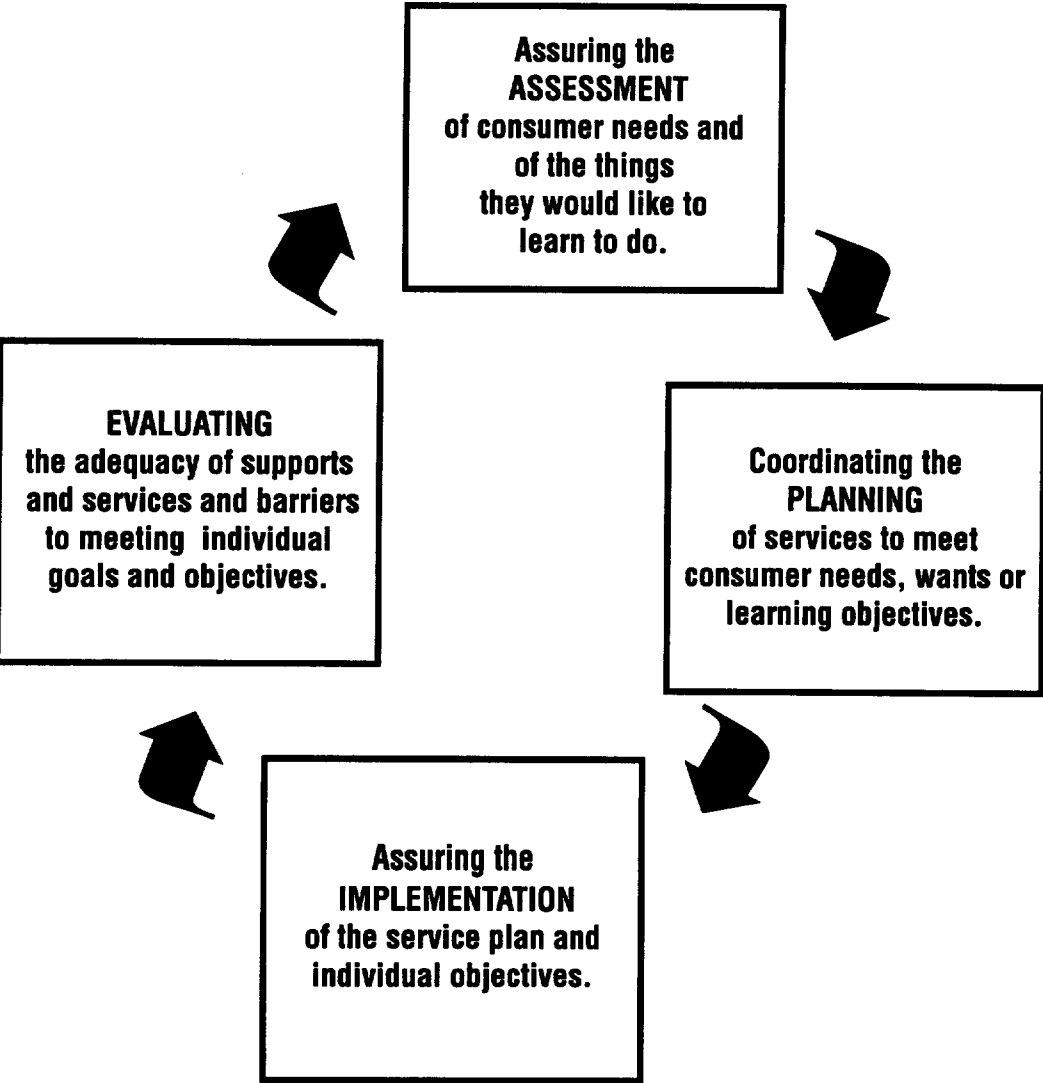 Assuring the
ASSESSMENT
of consumer needs and
of the things
they would like to
learn to do.
Coordinating the
PLANNING
of services to meet
consumer needs, wants or
learning objectives.
Assuring the
IMPLEMENTATION
of the service plan and
individual objectives.
EVALUATING
the adequacy of supports
and services and barriers
to meeting individual
goals and objectives.